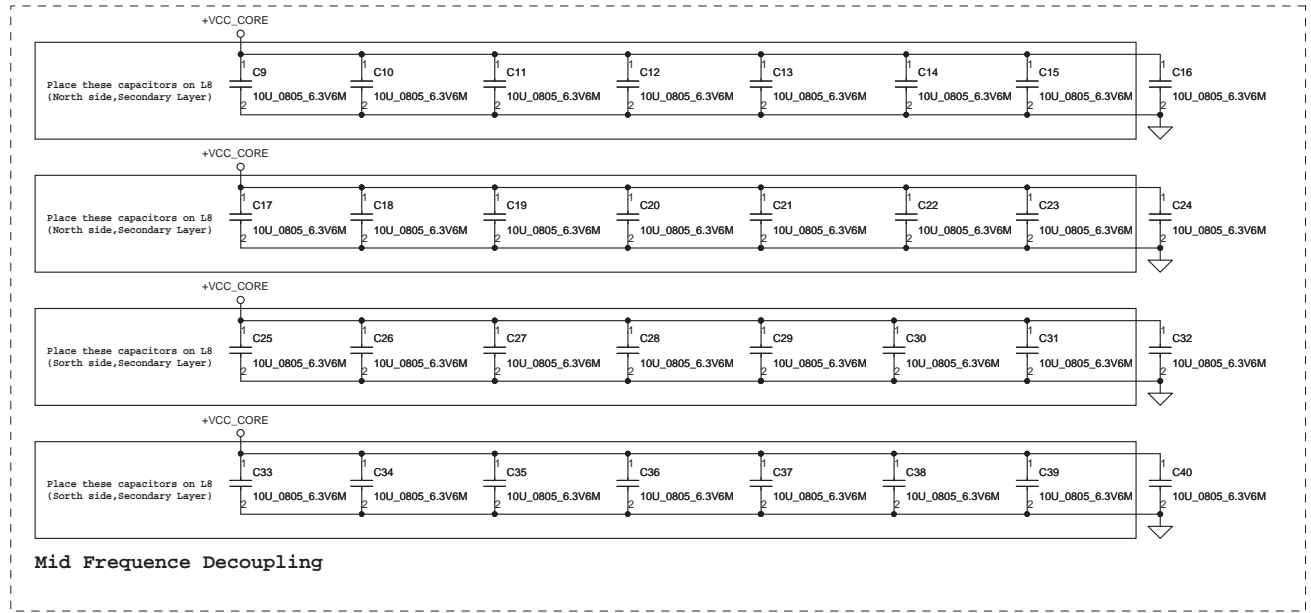 +VCC_CORE
1 1 1 1 1 1 1 1
C9 C10 C11 C12 C13 C14 C15 C16
Place these capacitors on L8
(North side,Secondary Layer)
10U_0805_6.3V6M 10U_0805_6.3V6M 10U_0805_6.3V6M 10U_0805_6.3V6M 10U_0805_6.3V6M 10U_0805_6.3V6M 10U_0805_6.3V6M 10U_0805_6.3V6M
2 2 2 2 2 2 2 2
+VCC_CORE
1 1 1 1 1 1 1 1
C17 C18 C19 C20 C21 C22 C23 C24
Place these capacitors on L8
(North side,Secondary Layer)
10U_0805_6.3V6M 10U_0805_6.3V6M 10U_0805_6.3V6M 10U_0805_6.3V6M 10U_0805_6.3V6M 10U_0805_6.3V6M 10U_0805_6.3V6M 10U_0805_6.3V6M
2 2 2 2 2 2 2 2
+VCC_CORE
1 1 1 1 1 1 1 1
C25 C26 C27 C28 C29 C30 C31 C32
Place these capacitors on L8
(Sorth side,Secondary Layer)
10U_0805_6.3V6M 10U_0805_6.3V6M 10U_0805_6.3V6M 10U_0805_6.3V6M 10U_0805_6.3V6M 10U_0805_6.3V6M 10U_0805_6.3V6M 10U_0805_6.3V6M
2 2 2 2 2 2 2 2
+VCC_CORE
1 1 1 1 1 1 1 1
C33 C34 C35 C36 C37 C38 C39 C40
Place these capacitors on L8
(Sorth side,Secondary Layer)
10U_0805_6.3V6M 10U_0805_6.3V6M 10U_0805_6.3V6M 10U_0805_6.3V6M 10U_0805_6.3V6M 10U_0805_6.3V6M 10U_0805_6.3V6M 10U_0805_6.3V6M
2 2 2 2 2 2 2 2
Mid Frequence Decoupling